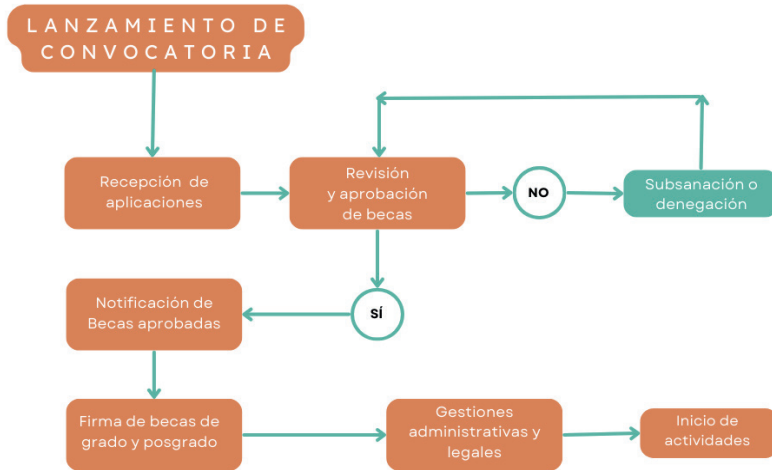 LANZAMIENTO DE
CONVOCATORIA
Recepción de
aplicaciones
Revisión
y aprobación
de becas
NO
Subsanación o
denegación
SÍ
Notificación de
Becas aprobadas
Firma de becas de
grado y posgrado
Gestiones
administrativas y
legales
Inicio de
actividades